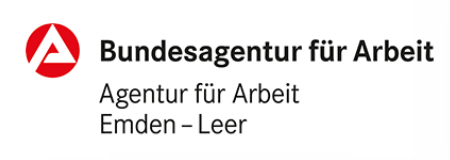 Bundesagentur für Arbeit
Agentur für Arbeit
Emden – Leer